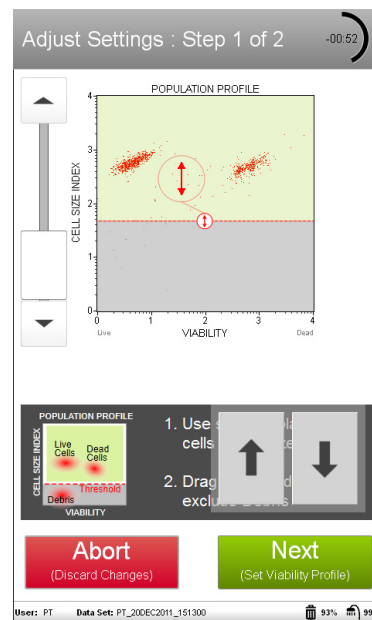 Adjust Settings : Step 1 of 2
-00:52
POPULATION PROFILE
4
3
2
1
0
CELL SIZE INDEX
0 1 2 3 4
Live VIABILITY Dead
POPULATION PROFILE
CELL SIZE INDEX
Live Cells
Dead Cells
Threshold
Debris
VIABILITY
1. Use
cells
2. Drag
exclude Debris
Abort
(Discard Changes)
Next
(Set Viability Profile)
User: PT Data Set: PT_20DEC2011_151300 93% 99